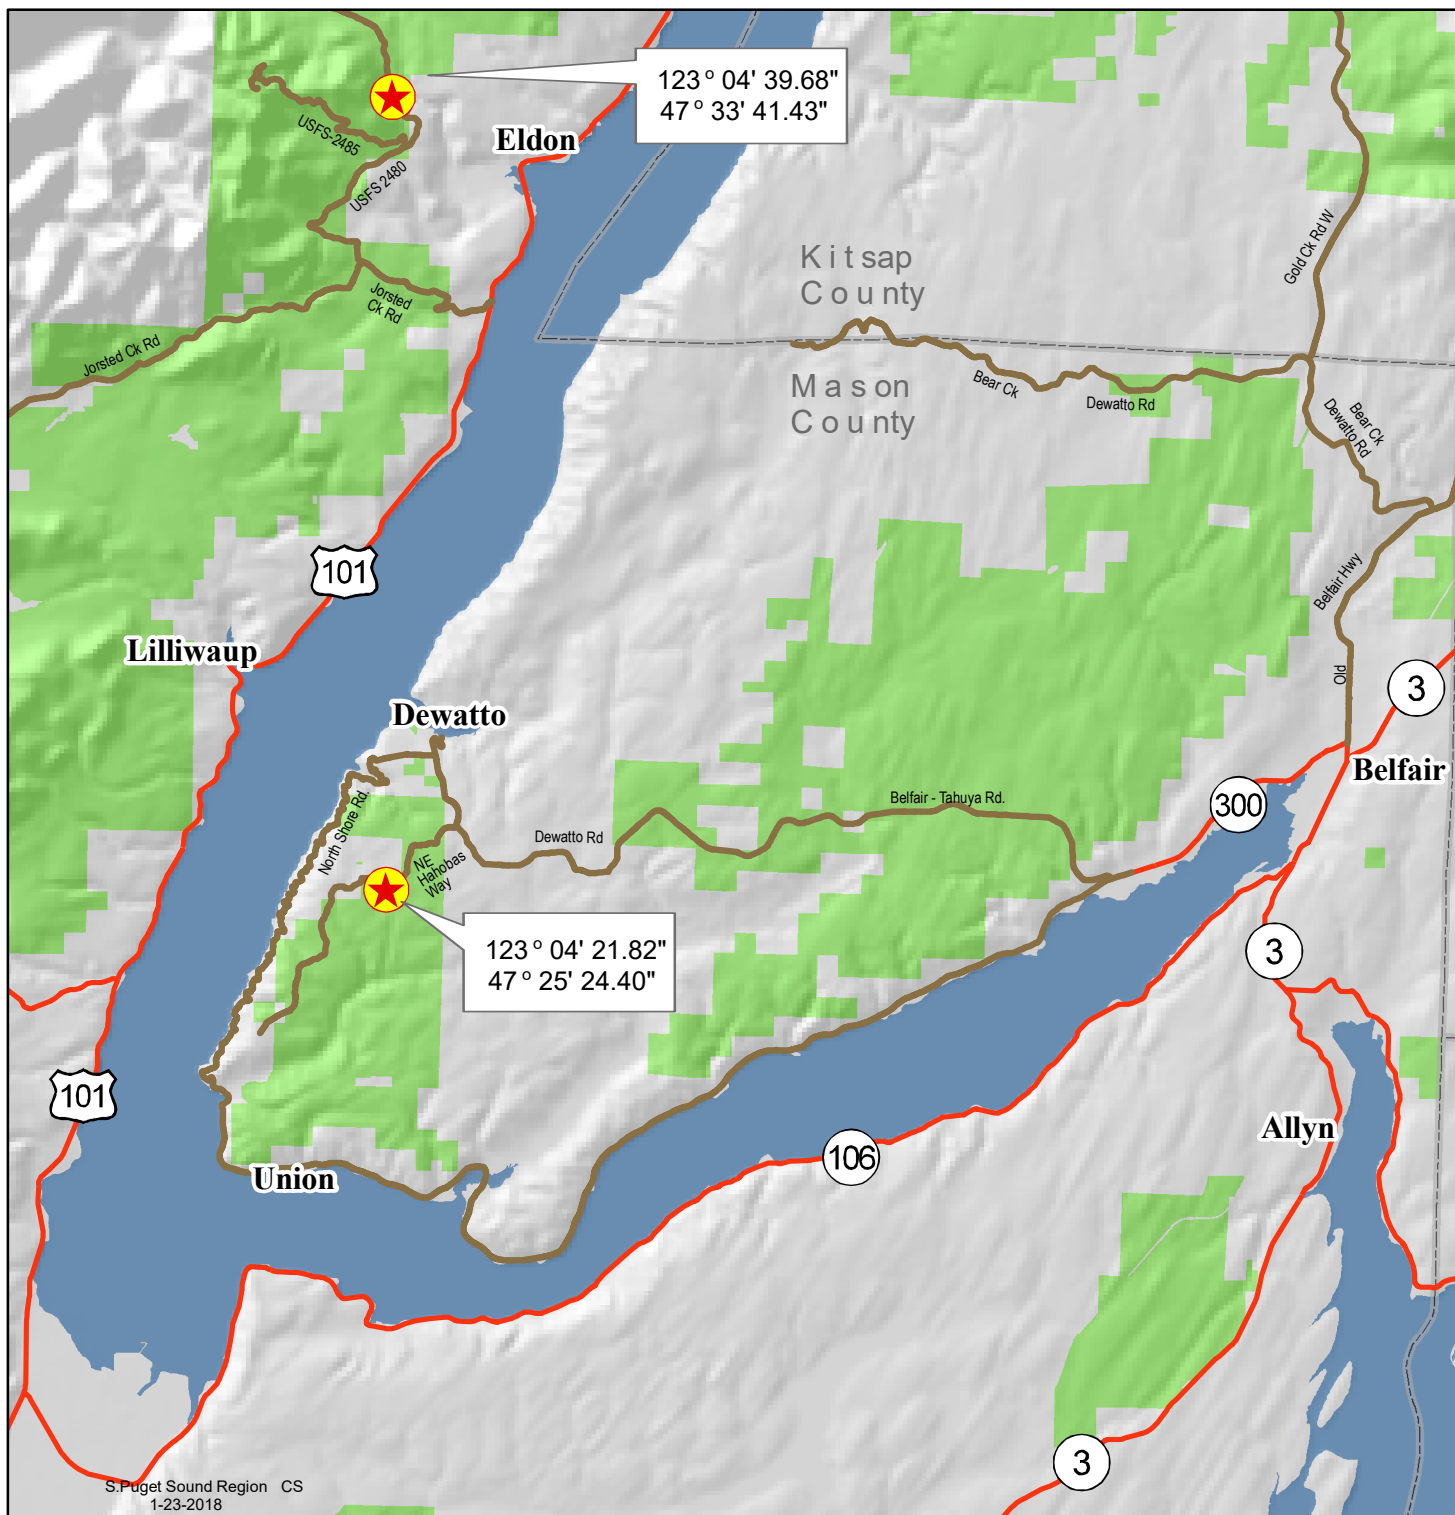 123° 04' 39.68"
47° 33' 41.43"
Eldon
USFS-2485
USFS 2480
Kitsap
County
Gold Ck Rd W
Jorsted
Ck Rd
Jorsted Ck Rd
Mason
County
Bear Ck
Dewatto Rd
Bear Ck
Dewatto Rd
101
Belfair Hwy
Old
Lilliwaup
3
Dewatto
Belfair
300
North Shore Rd.
Belfair - Tahuya Rd.
Dewatto Rd
NE
Hahobas
Way
123° 04' 21.82"
47° 25' 24.40"
3
101
Allyn
106
Union
3
S.Puget Sound Region CS
1-23-2018